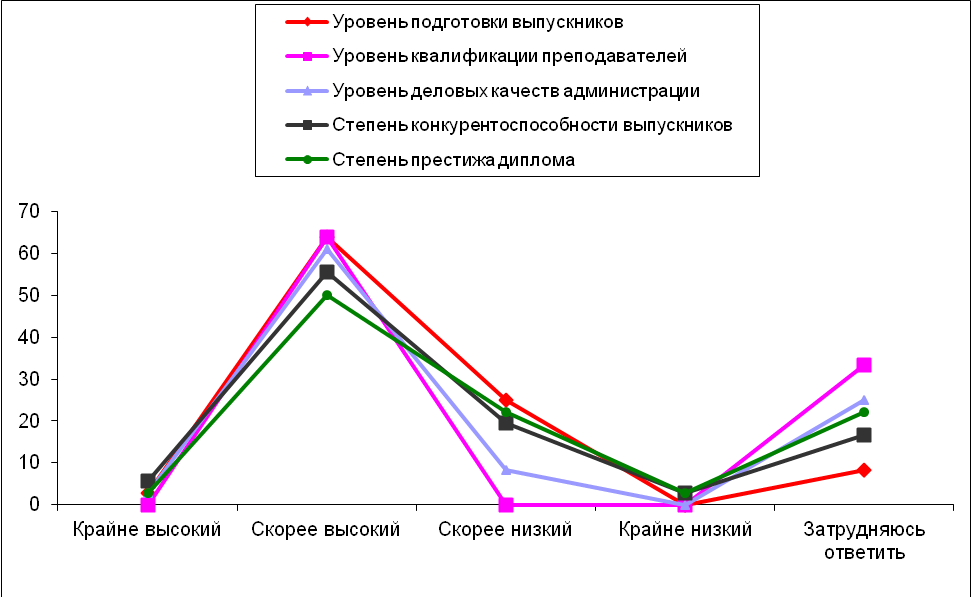 Уровень подготовки выпускников
Уровень квалификации преподавателей
Уровень деловых качеств администрации
Степень конкурентоспособности выпускников
Степень престижа диплома
70
60
50
40
30
20
10
0
Крайне высокий
Скорее высокий
Скорее низкий
Крайне низкий
Затрудняюсь
ответить